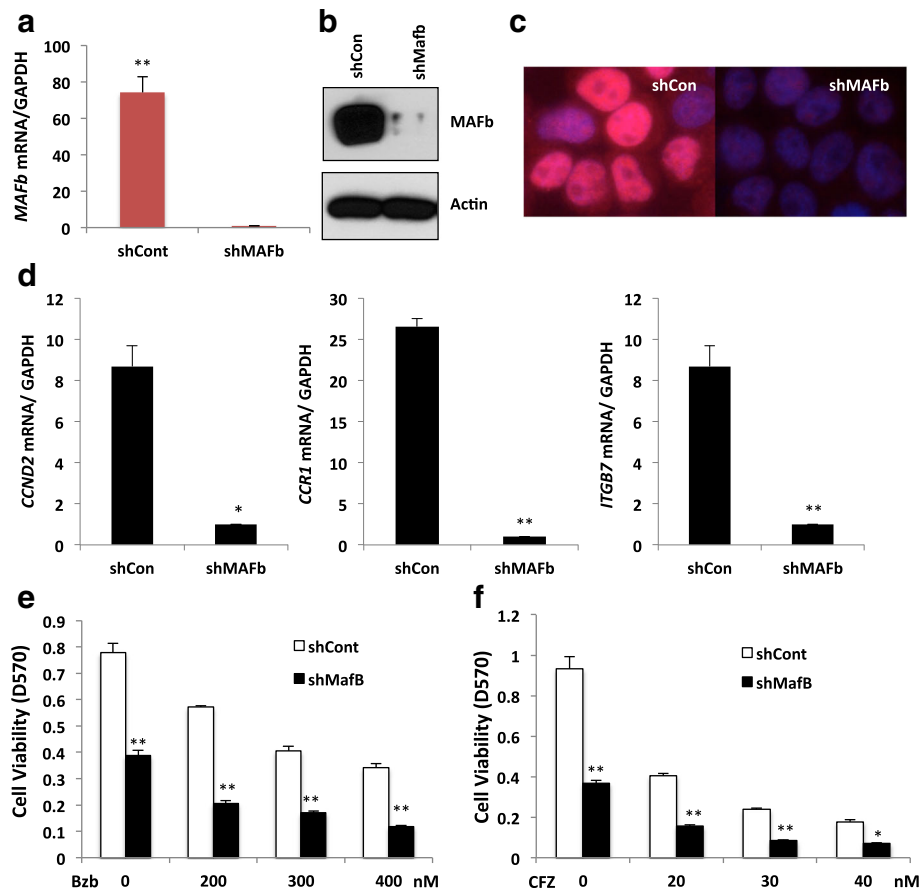 a
MAFb mRNA/GAPDH
100
80
60
40
20
0
**
shCont
shMAFb
b
shCon
shMafb
MAFb
Actin
c
shCon
shMAFb
d
CCND2 mRNA/ GAPDH
12
10
8
6
4
2
0
*
shCon
shMAFb
CCR1 mRNA/ GAPDH
30
25
20
15
10
5
0
**
shCon
shMAFb
ITGB7 mRNA/ GAPDH
12
10
8
6
4
2
0
**
shCon
shMAFb
e
Cell Viability (D570)
0.9
0.8
0.7
0.6
0.5
0.4
0.3
0.2
0.1
0
shCont
shMafB
**
**
**
**
Bzb 0 200 300 400 nM
f
Cell Viability (D570)
1.2
1
0.8
0.6
0.4
0.2
0
shCont
shMafB
**
**
**
*
CFZ 0 20 30 40 nM